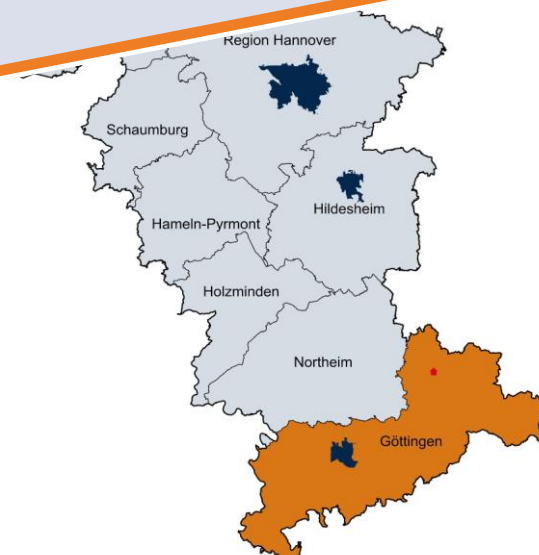 Region Hannover
Schaumburg
Hildesheim
Hameln-Pyrmont
Holzminden
Northeim
Göttingen